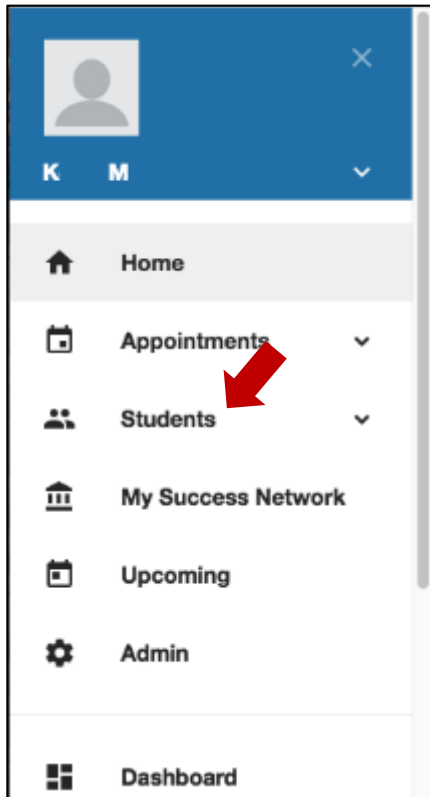 K M
Home
Appointments
Students
My Success Network
Upcoming
Admin
Dashboard